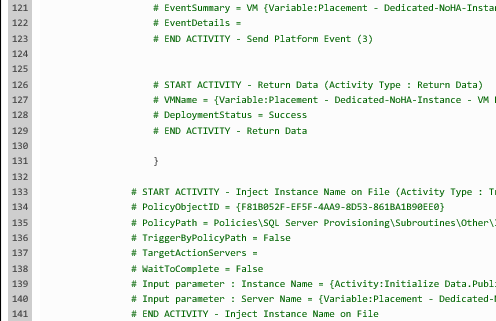 121 # EventSummary = VM {Variable:Placement - Dedicated-NoHA-Instan
122 # EventDetails =
123 # END ACTIVITY - Send Platform Event (3)
124
125
126 # START ACTIVITY - Return Data (Activity Type : Return Data)
127 # VMName = {Variable:Placement - Dedicated-NoHA-Instance - VM
128 # DeploymentStatus = Success
129 # END ACTIVITY - Return Data
130
131 }
132
133 # START ACTIVITY - Inject Instance Name on File (Activity Type : Tr
134 # PolicyObjectID = {F81B052F-EF5F-4AA9-8D53-861BA1B90EE0}
135 # PolicyPath = Policies\SQL Server Provisioning\Subroutines\Other\
136 # TriggerByPolicyPath = False
137 # TargetActionServers =
138 # WaitToComplete = False
139 # Input parameter : Instance Name = {Activity:Initialize Data.Publ
140 # Input parameter : Server Name = {Variable:Placement - Dedicated-
141 # END ACTIVITY - Inject Instance Name on File